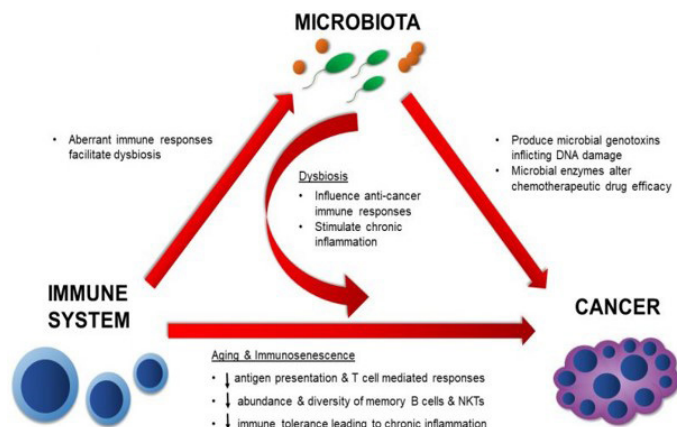 MICROBIOTA
• Aberrant immune responses
facilitate dysbiosis
• Produce microbial genotoxins
inflicting DNA damage
• Microbial enzymes alter
chemotherapeutic drug efficacy
Dysbiosis
• Influence anti-cancer
immune responses
• Stimulate chronic
inflammation
IMMUNE
SYSTEM
CANCER
Aging & Immunosenescence
• ↓ antigen presentation & T cell mediated responses
• ↓ abundance & diversity of memory B cells & NKTs
• ↓ immune tolerance leading to chronic inflammation